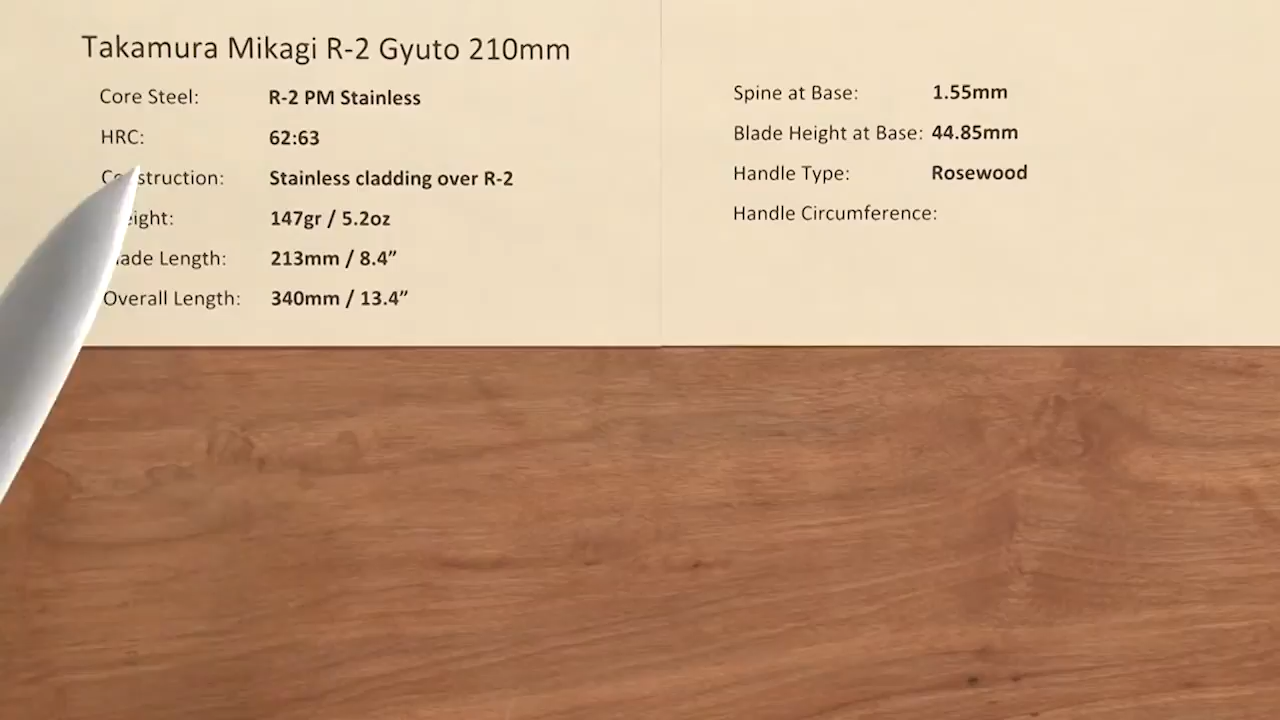 Takamura Mikagi R-2 Gyuto 210mm
Core Steel: R-2 PM Stainless
HRC: 62:63
Construction: Stainless cladding over R-2
eight: 147gr / 5.2oz
ade Length: 213mm / 8.4”
Overall Length: 340mm / 13.4”
Spine at Base: 1.55mm
Blade Height at Base: 44.85mm
Handle Type: Rosewood
Handle Circumference: